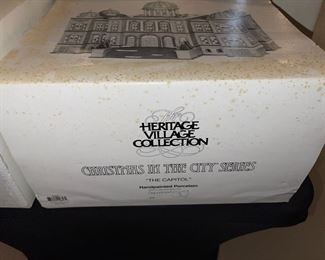 The
HERITAGE
VILLAGE
COLLECTION
CHRISTMAS IN THE CITY SERIES
"THE CAPITOL"
Handpainted Porcelain